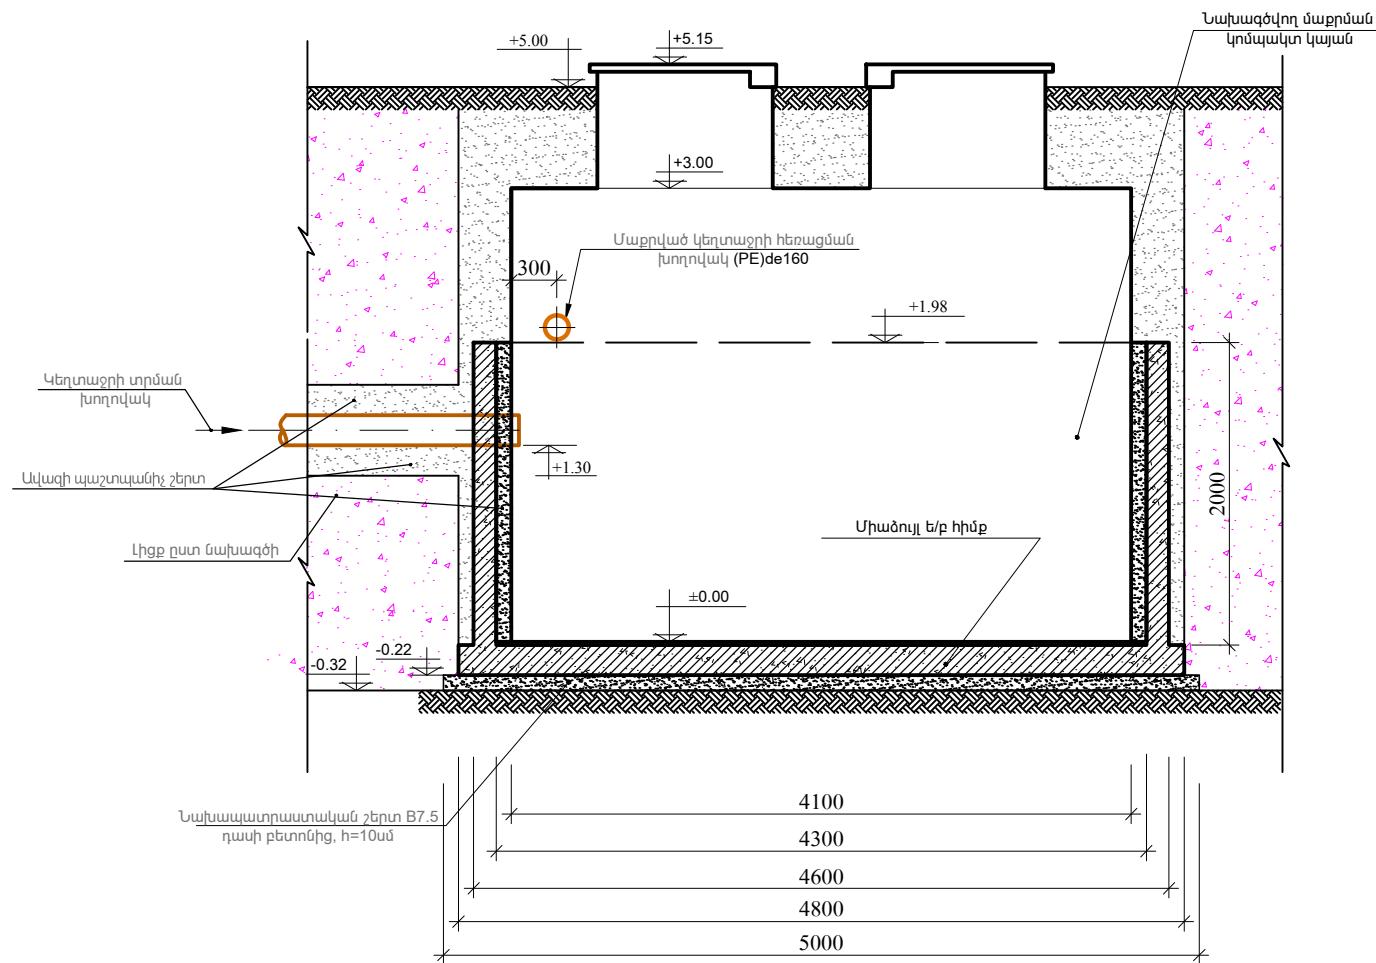 Նախագծվող մաքրման
կոմպակտ կայան
+5.00
+5.15
+3.00
Մաքրված կեղտաջրի հեռացման
խողովակ (PE)de160
300
+1.98
Կեղտաջրի տրման
խողովակ
+1.30
Ավազի պաշտպանիչ շերտ
2000
Միաձույլ ե/բ հիմք
Լիցք ըստ նախագծի
±0.00
-0.22
-0.32
Նախապատրաստական շերտ B7.5
դասի բետոնից, h=10սմ
4100
4300
4600
4800
5000